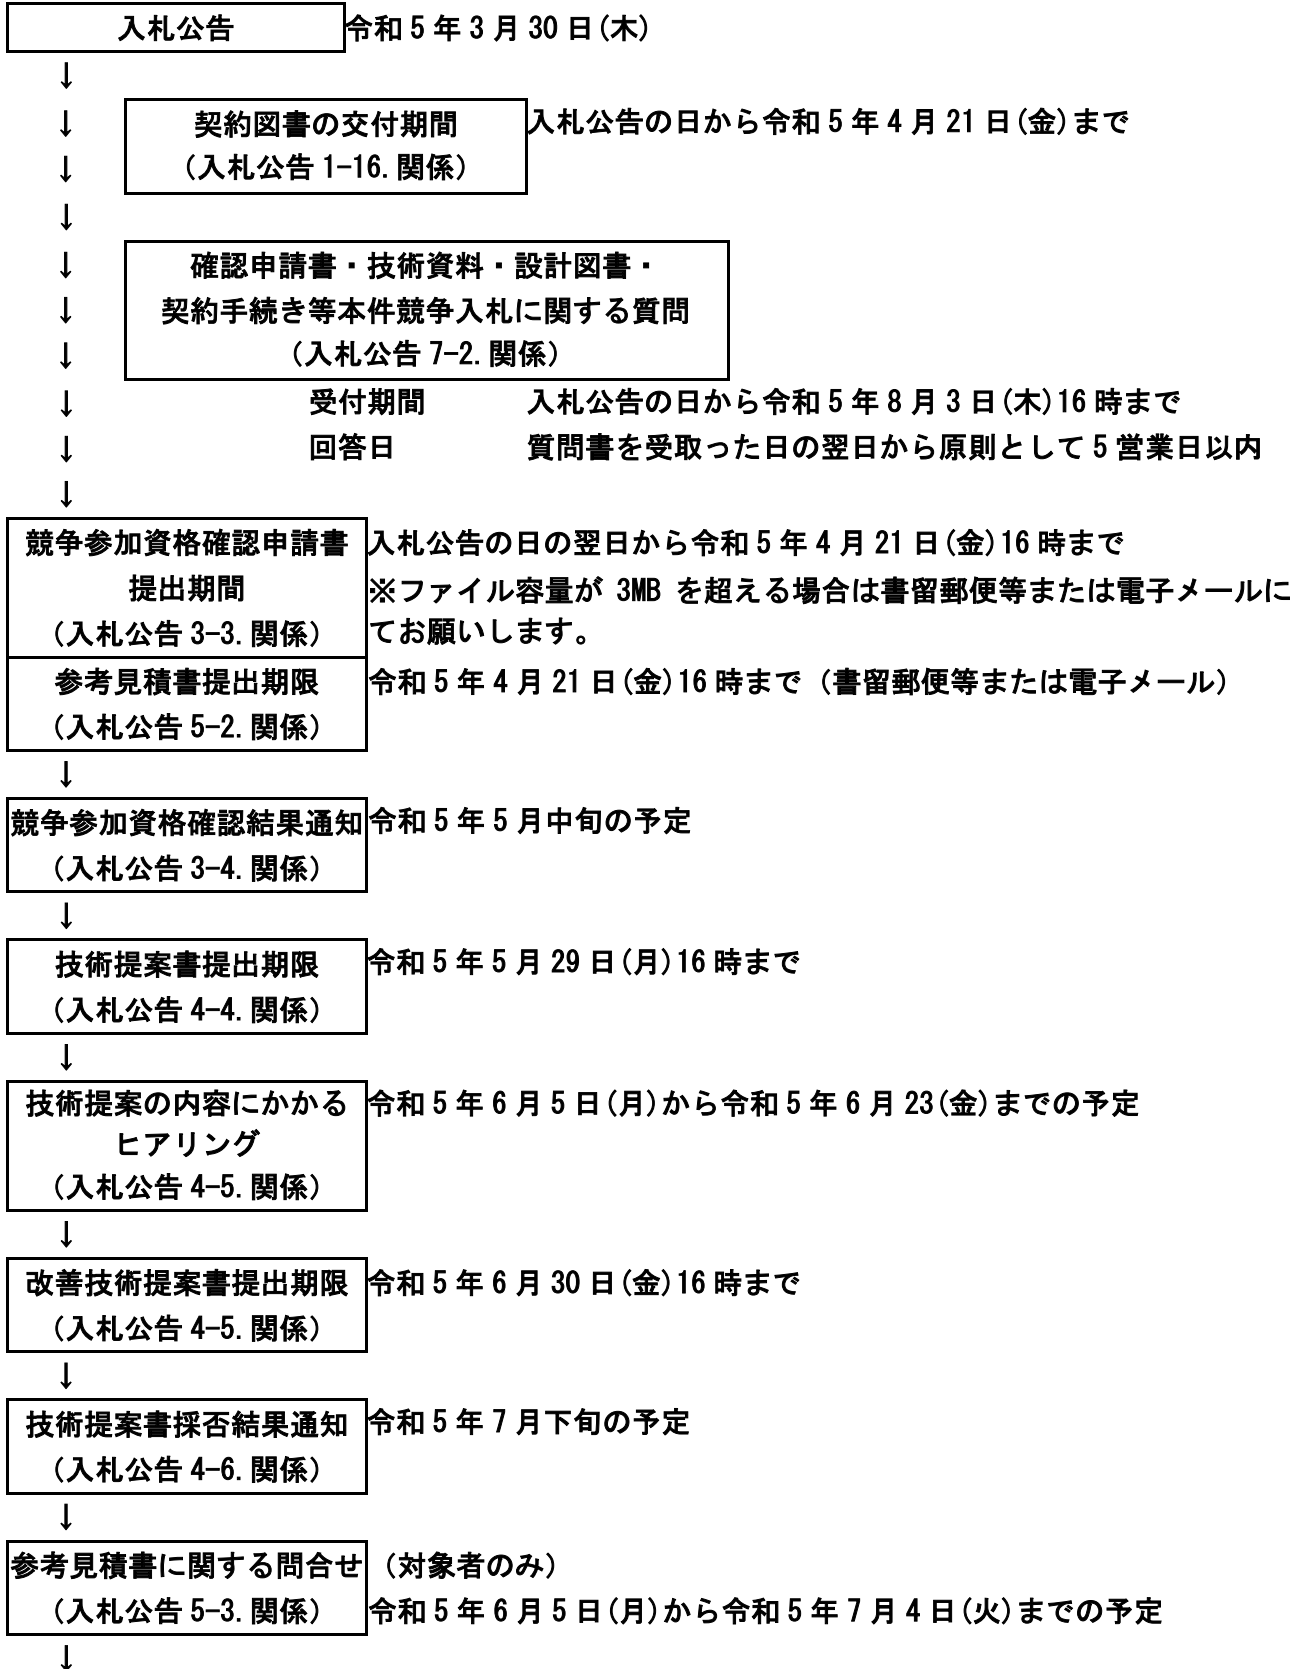 入札公告 令和5年3月30日(木)
↓
↓ 契約図書の交付期間 入札公告の日から令和5年4月21日(金)まで
↓ (入札公告1-16.関係)
↓
↓ 確認申請書・技術資料・設計図書・
↓ 契約手続き等本件競争入札に関する質問
↓ (入札公告7-2.関係)
↓ 受付期間 入札公告の日から令和5年8月3日(木)16時まで
↓ 回答日 質問書を受取った日の翌日から原則として5営業日以内
↓
競争参加資格確認申請書 入札公告の日の翌日から令和5年4月21日(金)16時まで
提出期間 ※ファイル容量が 3MB を超える場合は書留郵便等または電子メールに
(入札公告3-3.関係) てお願いします。
参考見積書提出期限 令和5年4月21日(金)16時まで(書留郵便等または電子メール)
(入札公告5-2.関係)
↓
競争参加資格確認結果通知 令和5年5月中旬の予定
(入札公告3-4.関係)
↓
技術提案書提出期限 令和5年5月29日(月)16時まで
(入札公告4-4.関係)
↓
技術提案の内容にかかる 令和5年6月5日(月)から令和5年6月23(金)までの予定
ヒアリング
(入札公告4-5.関係)
↓
改善技術提案書提出期限 令和5年6月30日(金)16時まで
(入札公告4-5.関係)
↓
技術提案書採否結果通知 令和5年7月下旬の予定
(入札公告4-6.関係)
↓
参考見積書に関する問合せ (対象者のみ)
(入札公告5-3.関係) 令和5年6月5日(月)から令和5年7月4日(火)までの予定
↓